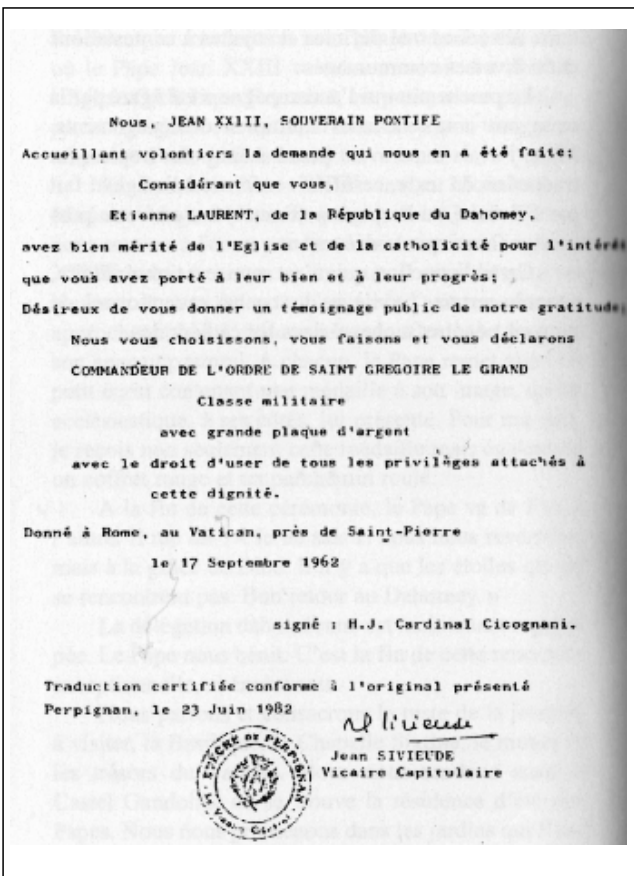 Nous, JEAN XXIII, SOUVERAIN PONTIFE
Accueillant volontiers la demande qui nous en a été faite;
Considérant que vous,
Etienne LAURENT, de la République du Dahomey,
avez bien mérité de l'Eglise et de la catholicité pour l'intérêt
que vous avez porté à leur bien et à leur progrès;
Désireux de vous donner un témoignage public de notre gratitude;
Nous vous choisissons, vous faisons et vous déclarons
COMMANDEUR DE L'ORDRE DE SAINT GREGOIRE LE GRAND
Classe militaire
avec grande plaque d'argent
avec le droit d'user de tous les privilèges attachés à
cette dignité.
Donné à Rome, au Vatican, près de Saint-Pierre
le 17 Septembre 1962
signé : H.J. Cardinal Cicognani.
Traduction certifiée conforme à l'original présenté
Perpignan, le 23 Juin 1982
Jean SIVIEUDE
Vicaire Capitulaire
EVECHE DE PERPIGNAN